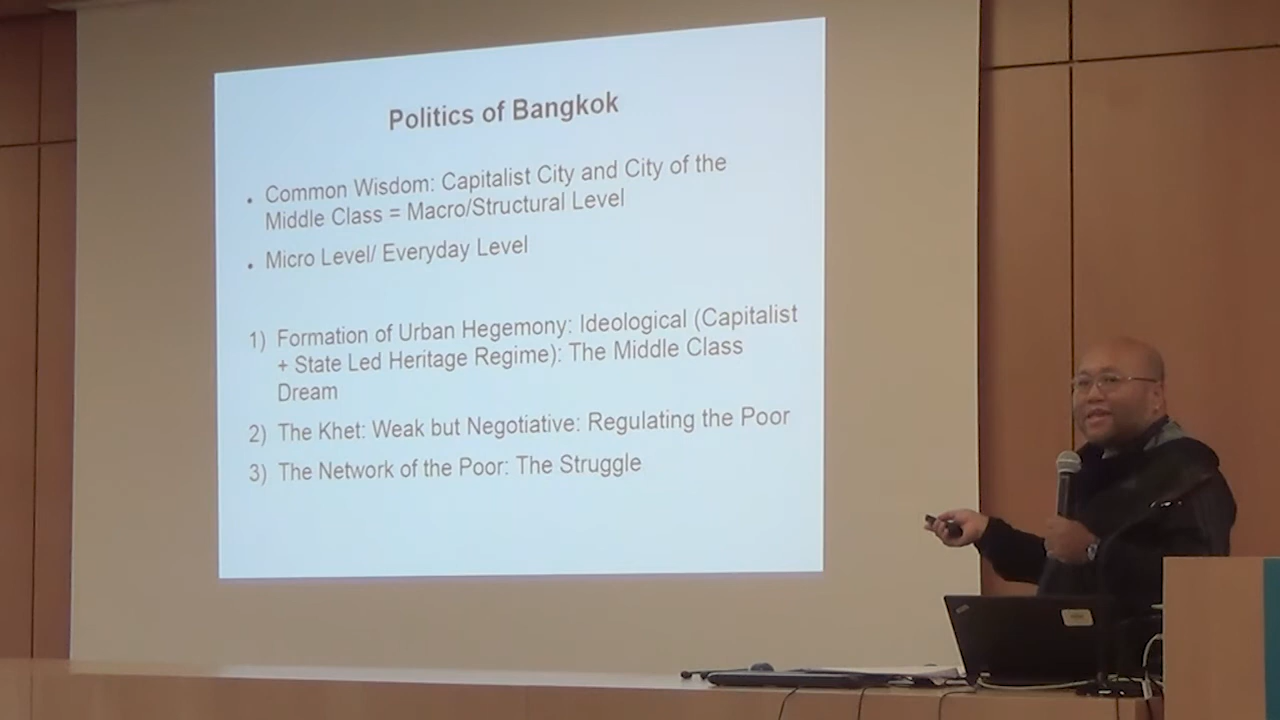 Politics of Bangkok
• Common Wisdom: Capitalist City and City of the
Middle Class = Macro/Structural Level
• Micro Level/ Everyday Level
1) Formation of Urban Hegemony: Ideological (Capitalist
+ State Led Heritage Regime): The Middle Class
Dream
2) The Khet: Weak but Negotiative: Regulating the Poor
3) The Network of the Poor: The Struggle